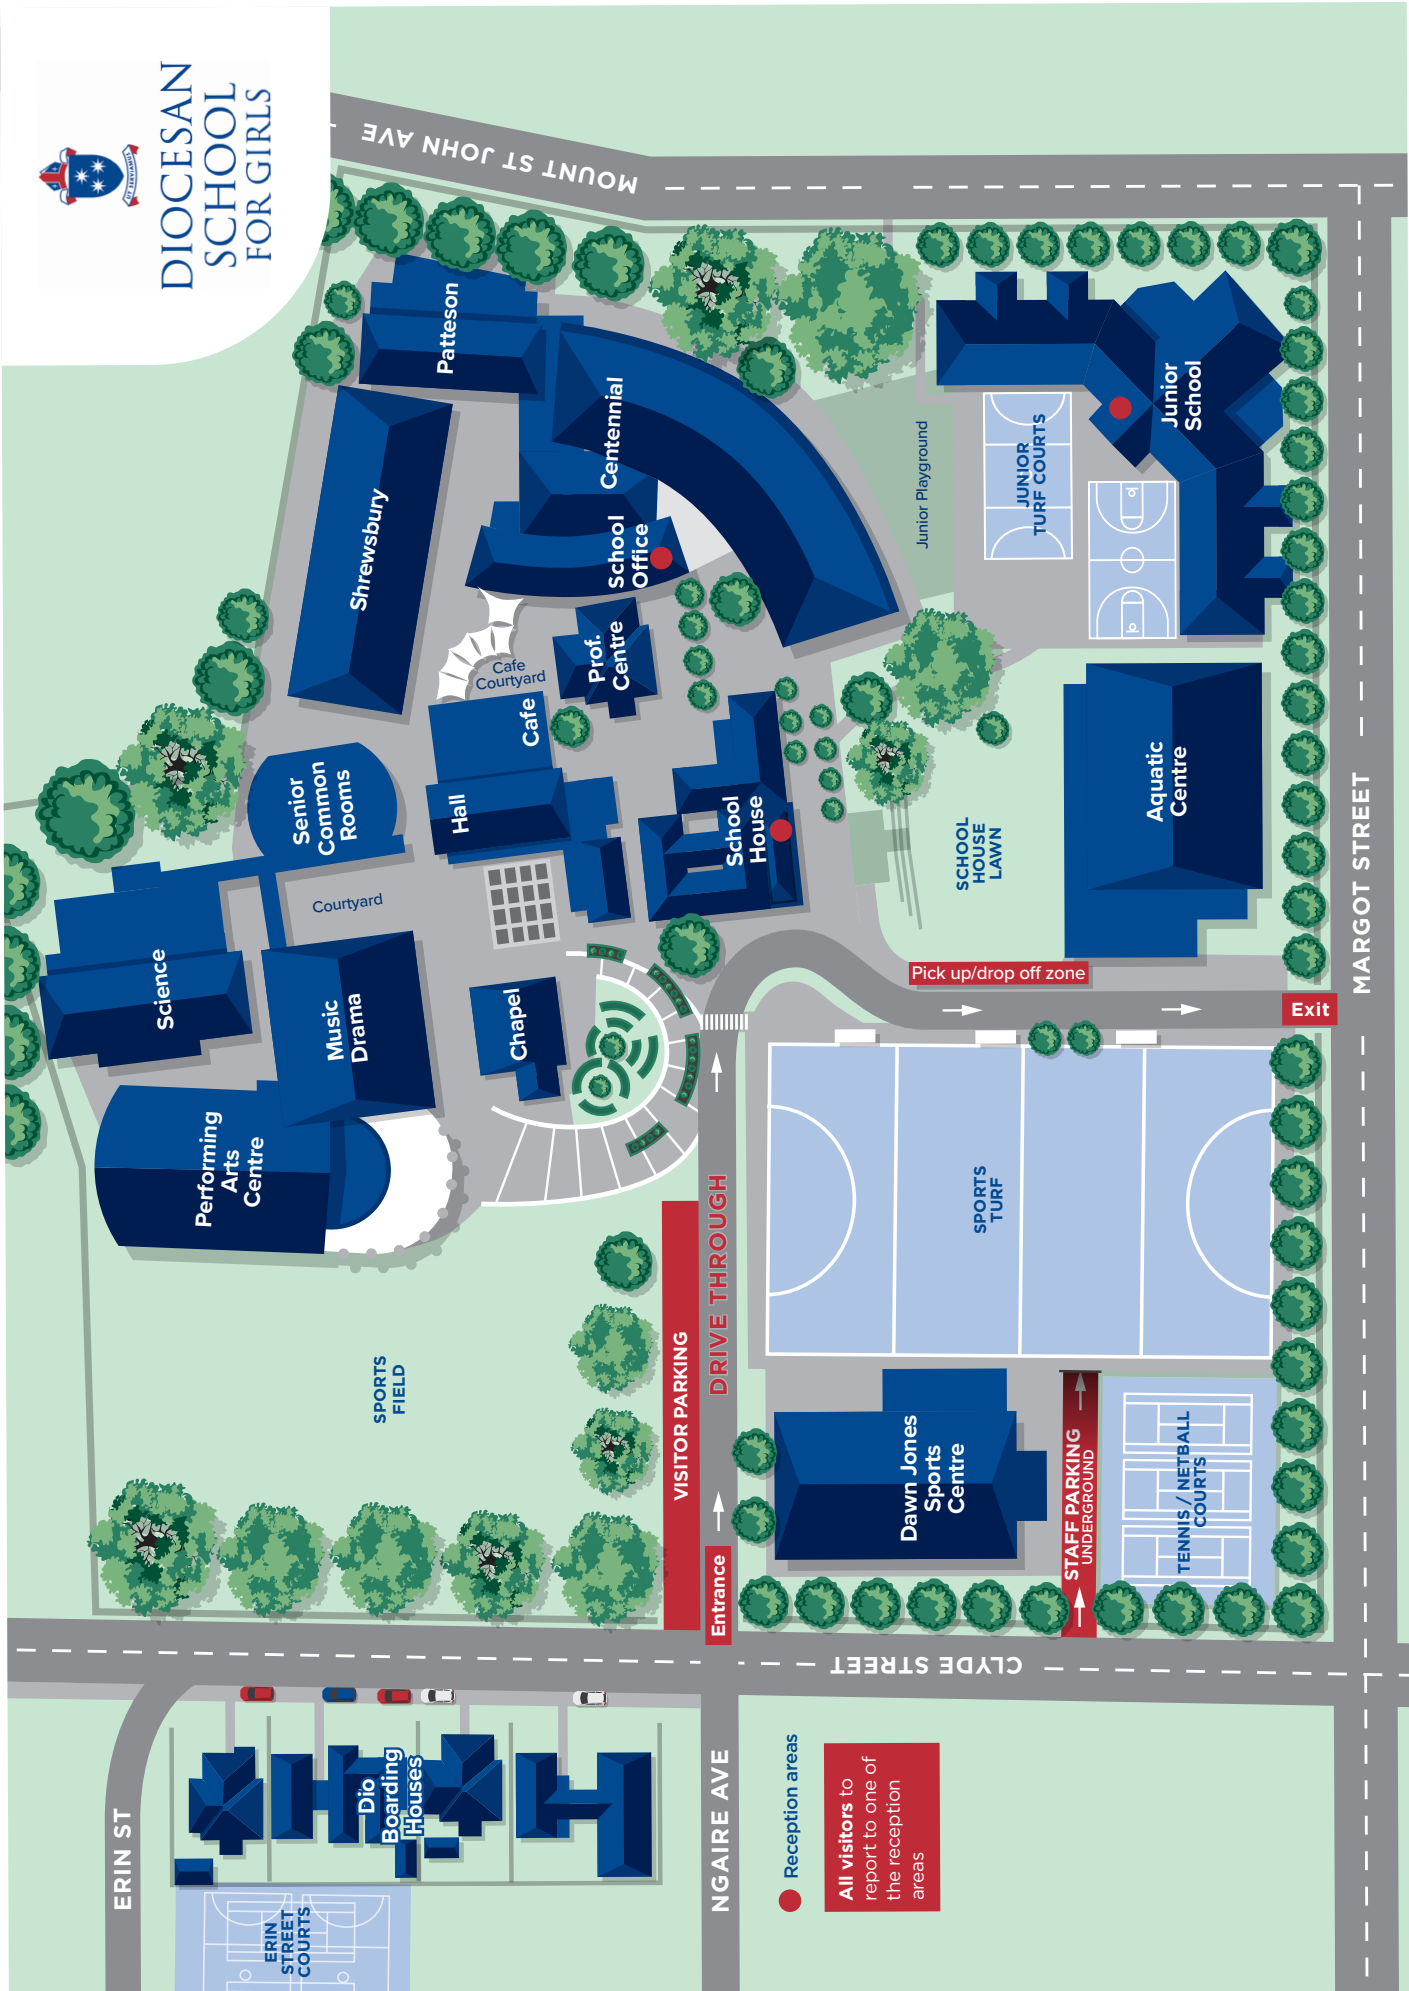 DIOCESAN
SCHOOL
FOR GIRLS
UT SERVIAMUS
MOUNT ST JOHN AVE
Patteson
Centennial
Shrewsbury
School
Office
Junior Playground
JUNIOR
TURF COURTS
Junior
School
Prof.
Centre
Cafe
Courtyard
Cafe
Hall
Senior
Common
Rooms
School
House
SCHOOL
HOUSE
LAWN
Aquatic
Centre
MARGOT STREET
Courtyard
Science
Music
Drama
Chapel
Pick up/drop off zone
Exit
Performing
Arts
Centre
DRIVE THROUGH
SPORTS
TURF
SPORTS
FIELD
VISITOR PARKING
Dawn Jones
Sports
Centre
STAFF PARKING
UNDERGROUND
TENNIS / NETBALL
COURTS
Entrance
CLYDE STREET
Dio
Boarding
Houses
ERIN ST
NGAIRE AVE
ERIN
STREET
COURTS
Reception areas
All visitors to
report to one of
the reception
areas